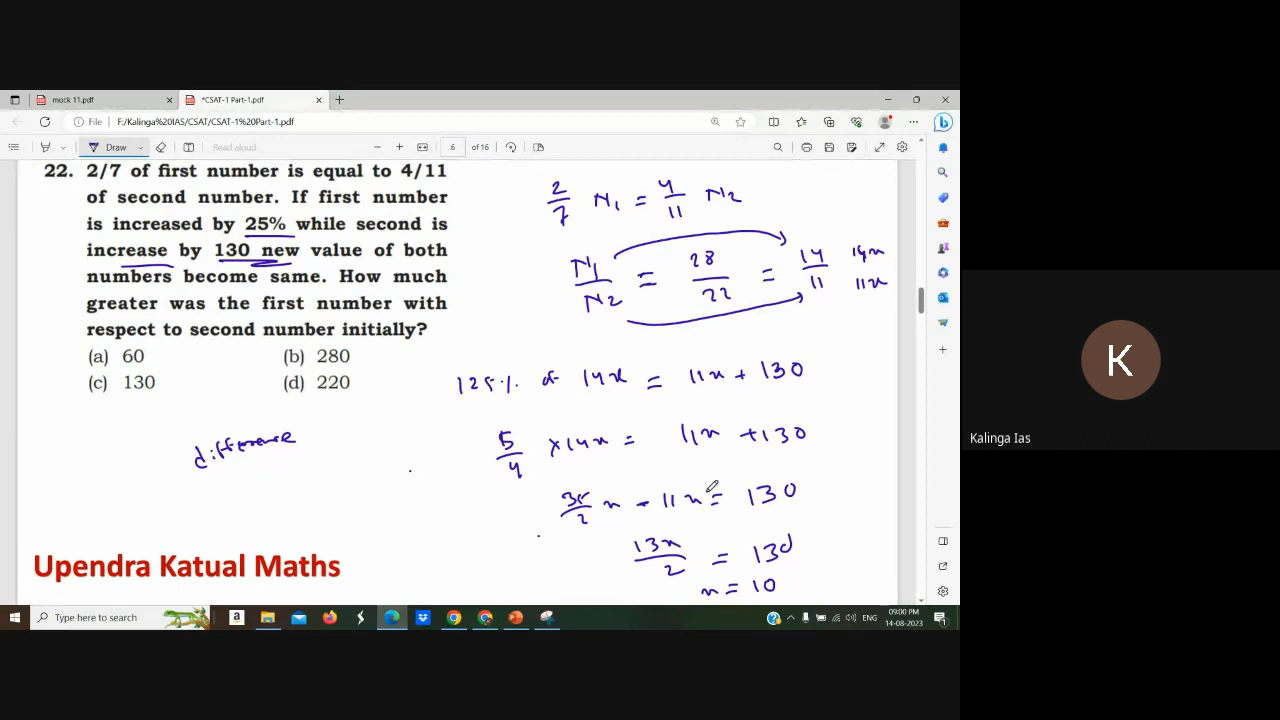 mock 11.pdf
*CSAT-1 Part-1.pdf
File F:/Kalinga%20IAS/CSAT/CSAT-1%20Part-1.pdf
Draw
Read aloud
6 of 16
22. 2/7 of first number is equal to 4/11
of second number. If first number
is increased by 25% while second is
increase by 130 new value of both
numbers become same. How much
greater was the first number with
respect to second number initially?
(a) 60 (b) 280
(c) 130 (d) 220
difference
2/7 N1 = 4/11 N2
N1/N2 = 28/22 = 14/11 14x 11x
125% of 14x = 11x + 130
5/4 x14x = 11x +130
35/2 x - 11x = 130
13x/2 = 130
x = 10
Upendra Katual Maths
Type here to search
ENG
09:00 PM
14-08-2023
K
Kalinga Ias